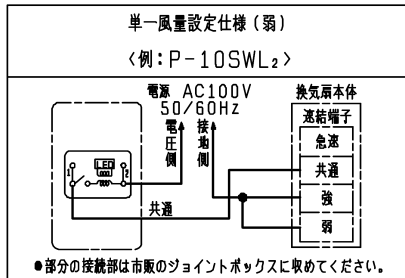 単一風量設定仕様（弱）
〈例：P-10SWL₂〉
電源 AC100V
50/60Hz
電圧側
接地側
換気扇本体
速結端子
急速
共通
強
弱
LED
1
2
共通
●部分の接続部は市販のジョイントボックスに収めてください。